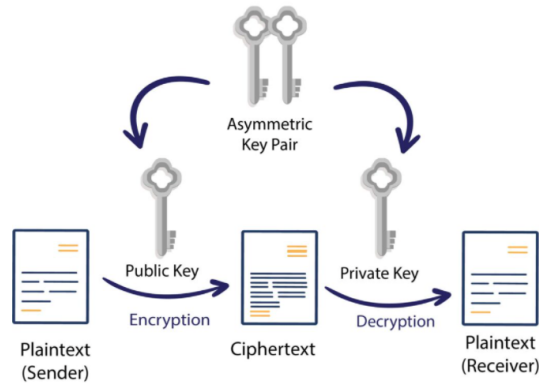 Asymmetric
Key Pair
Public Key
Private Key
Encryption
Decryption
Plaintext
(Sender)
Ciphertext
Plaintext
(Receiver)